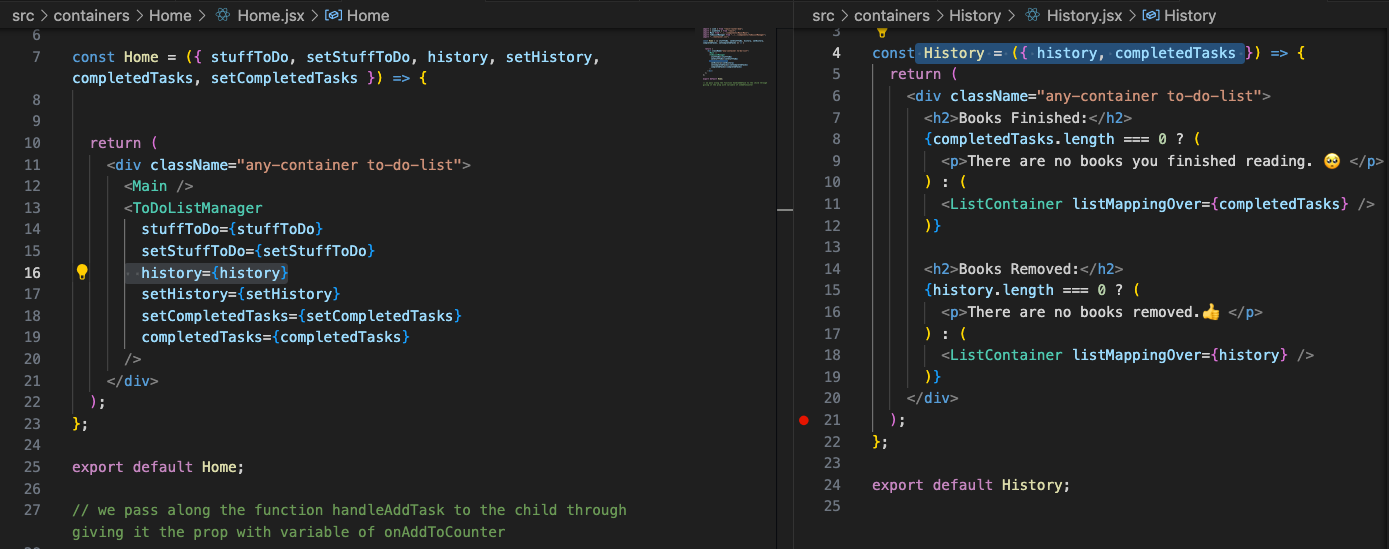 src > containers > Home > Home.jsx > Home
6
7 const Home = ({ stuffToDo, setStuffToDo, history, setHistory,
completedTasks, setCompletedTasks }) => {
8
9
10 return (
11 <div className="any-container to-do-list">
12 <Main />
13 <ToDoListManager
14 stuffToDo={stuffToDo}
15 setStuffToDo={setStuffToDo}
16 history={history}
17 setHistory={setHistory}
18 setCompletedTasks={setCompletedTasks}
19 completedTasks={completedTasks}
20 />
21 </div>
22 );
23 };
24
25 export default Home;
26
27 // we pass along the function handleAddTask to the child through
giving it the prop with variable of onAddToCounter
src > containers > History > History.jsx > History
3
4 const History = ({ history, completedTasks }) => {
5 return (
6 <div className="any-container to-do-list">
7 <h2>Books Finished:</h2>
8 {completedTasks.length === 0 ? (
9 <p>There are no books you finished reading. 🥺 </p>
10 ) : (
11 <ListContainer listMappingOver={completedTasks} />
12 )}
13
14 <h2>Books Removed:</h2>
15 {history.length === 0 ? (
16 <p>There are no books removed.👍 </p>
17 ) : (
18 <ListContainer listMappingOver={history} />
19 )}
20 </div>
21 );
22 };
23
24 export default History;
25